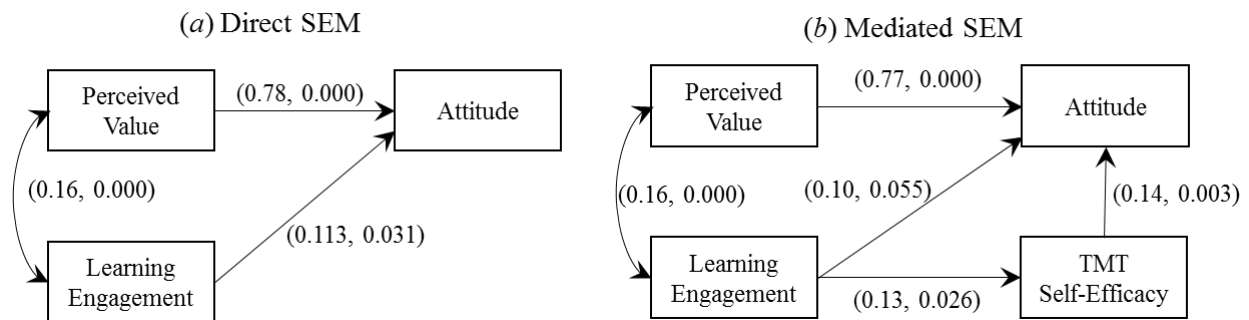 (a) Direct SEM
Perceived
Value
(0.78, 0.000)
Attitude
(0.16, 0.000)
(0.113, 0.031)
Learning
Engagement
(b) Mediated SEM
Perceived
Value
(0.77, 0.000)
Attitude
(0.16, 0.000)
(0.10, 0.055)
(0.14, 0.003)
Learning
Engagement
(0.13, 0.026)
TMT
Self-Efficacy